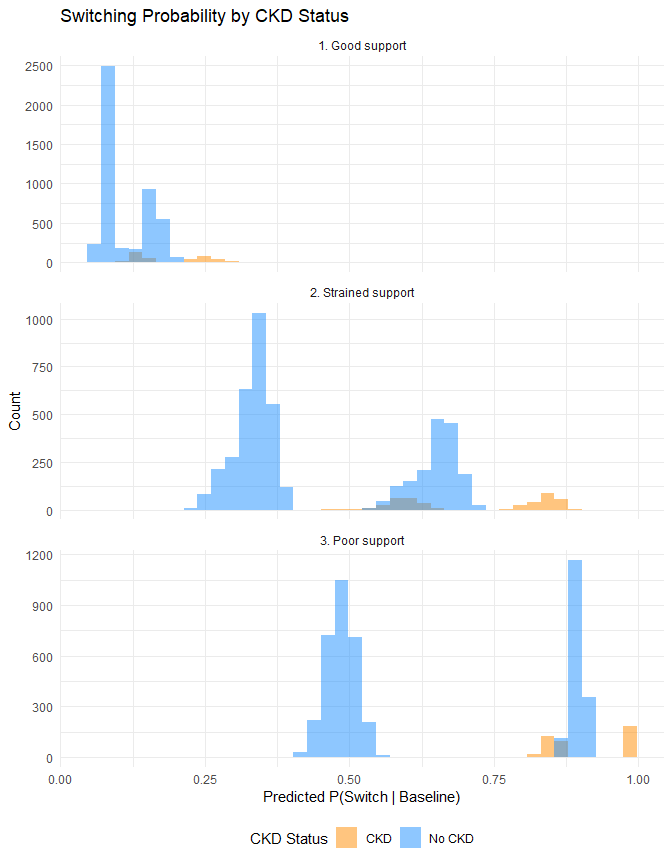 Switching Probability by CKD Status
1. Good support
2500
2000
1500
1000
500
0
2. Strained support
1000
750
500
250
0
Count
3. Poor support
1200
900
600
300
0
0.00 0.25 0.50 0.75 1.00
Predicted P(Switch | Baseline)
CKD Status CKD No CKD